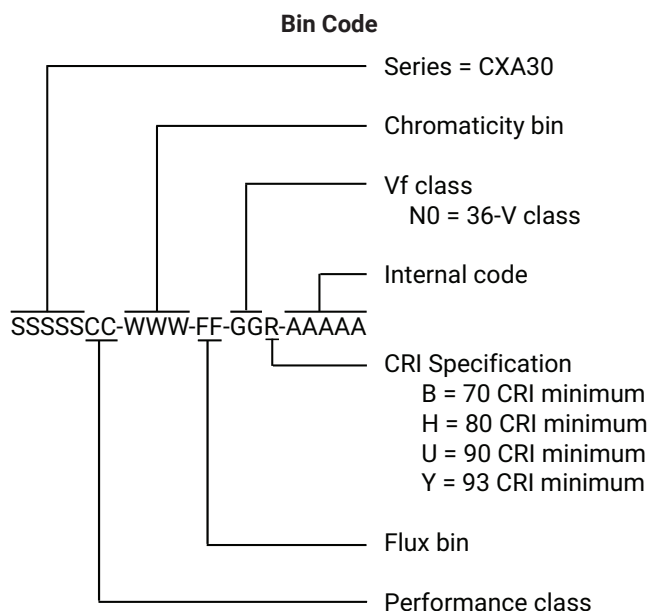 Bin Code
Series = CXA30
Chromaticity bin
Vf class
N0 = 36-V class
Internal code
SSSSSCC-WWW-FF-GGR-AAAAA
CRI Specification
B = 70 CRI minimum
H = 80 CRI minimum
U = 90 CRI minimum
Y = 93 CRI minimum
Flux bin
Performance class